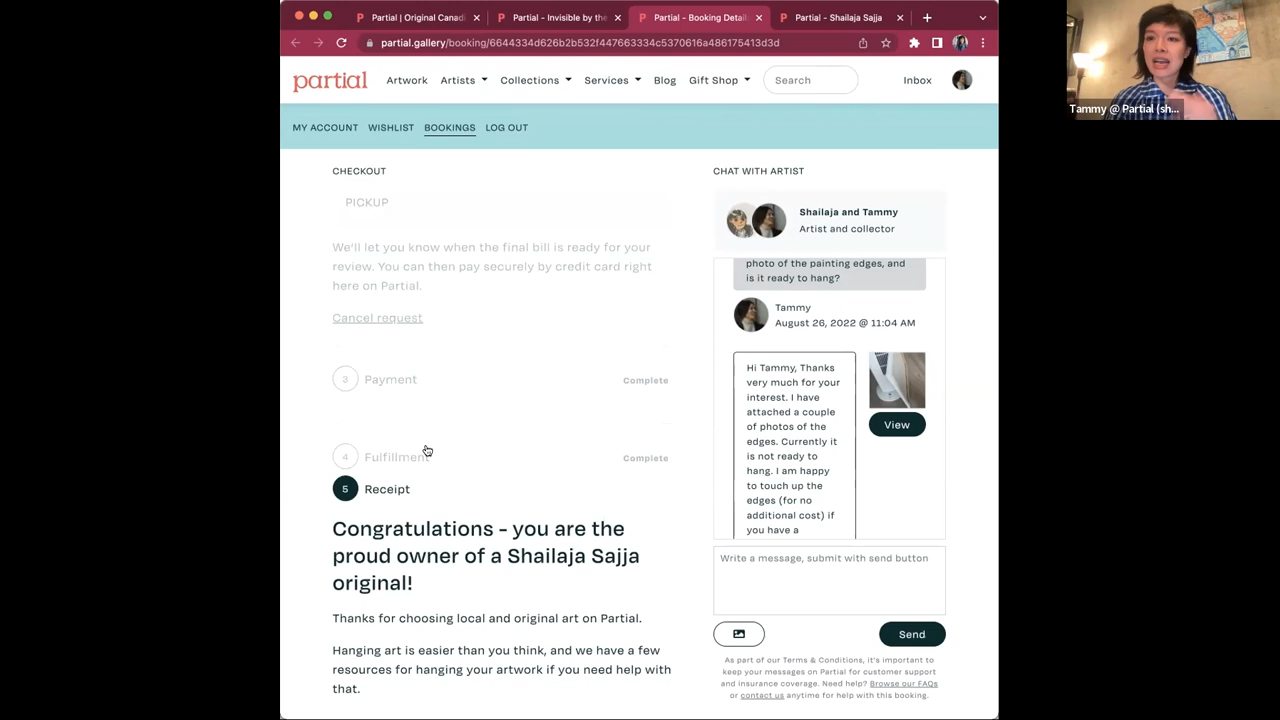 Partial | Original Canadi
Partial - Invisible by the
Partial - Booking Detail
Partial - Shailaja Sajja
partial.gallery/booking/6644334d626b2b532f447663334c5370616a486175413d3d
Tammy @ Partial (sh...
partial
Artwork
Artists
Collections
Services
Blog
Gift Shop
Search
Inbox
MY ACCOUNT
WISHLIST
BOOKINGS
LOG OUT
CHECKOUT
PICKUP
We'll let you know when the final bill is ready for your
review. You can then pay securely by credit card right
here on Partial.
Cancel request
3 Payment Complete
4 Fulfillment Complete
5 Receipt
Congratulations - you are the
proud owner of a Shailaja Sajja
original!
Thanks for choosing local and original art on Partial.
Hanging art is easier than you think, and we have a few
resources for hanging your artwork if you need help with
that.
CHAT WITH ARTIST
Shailaja and Tammy
Artist and collector
photo of the painting edges, and
is it ready to hang?
Tammy
August 26, 2022 @ 11:04 AM
Hi Tammy, Thanks
very much for your
interest. I have
attached a couple
of photos of the
edges. Currently it
is not ready to
hang. I am happy
to touch up the
edges (for no
additional cost) if
you have a
View
Write a message, submit with send button
Send
As part of our Terms & Conditions, it's important to
keep your messages on Partial for customer support
and insurance coverage. Need help? Browse our FAQs
or contact us anytime for help with this booking.